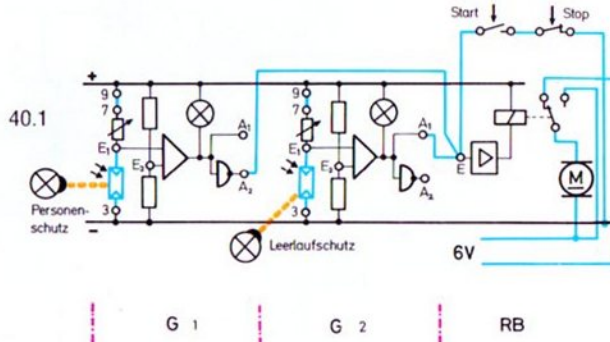 Start
Stop
+
40.1
9
7
E₁
E₂
A₁
A₂
3
−
Personen-
schutz
9
7
E₁
E₂
A₁
A₂
3
Leerlaufschutz
E
M
6V
G 1
G 2
RB